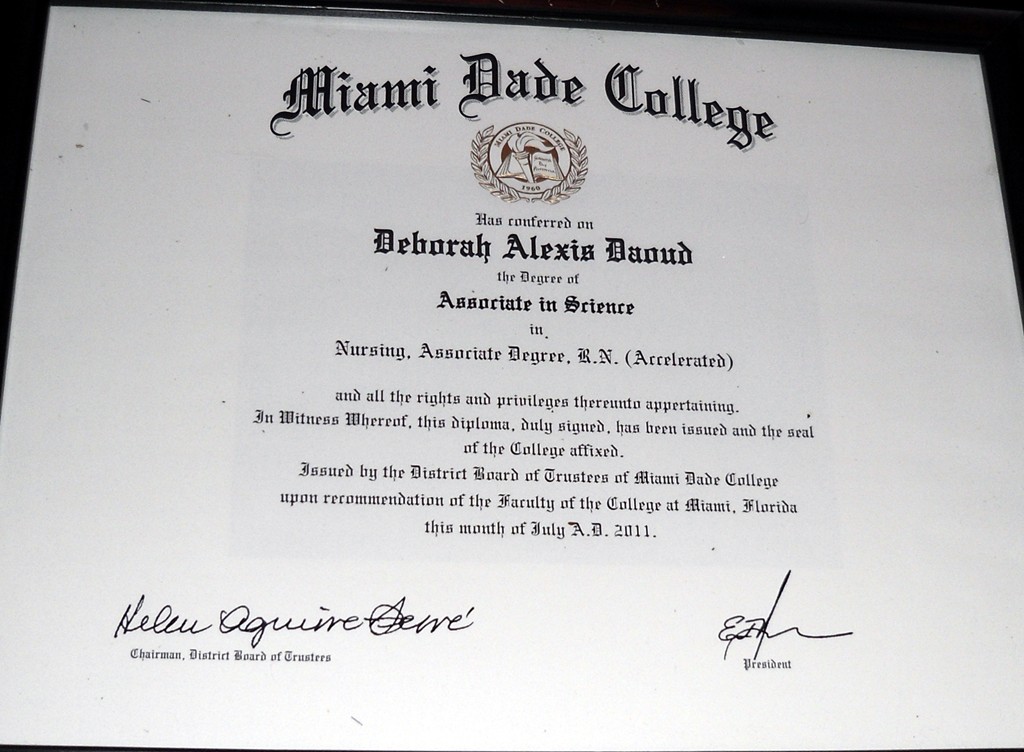 Miami Dade College
MIAMI DADE COLLEGE
1960
Has conferred on
Deborah Alexis Daoud
the Degree of
Associate in Science
in
Nursing, Associate Degree, R.N. (Accelerated)
and all the rights and privileges thereunto appertaining.
In Witness Whereof, this diploma, duly signed, has been issued and the seal
of the College affixed.
Issued by the District Board of Trustees of Miami Dade College
upon recommendation of the Faculty of the College at Miami, Florida
this month of July A.D. 2011.
Helen Aguirre Ferré
Chairman, District Board of Trustees
President